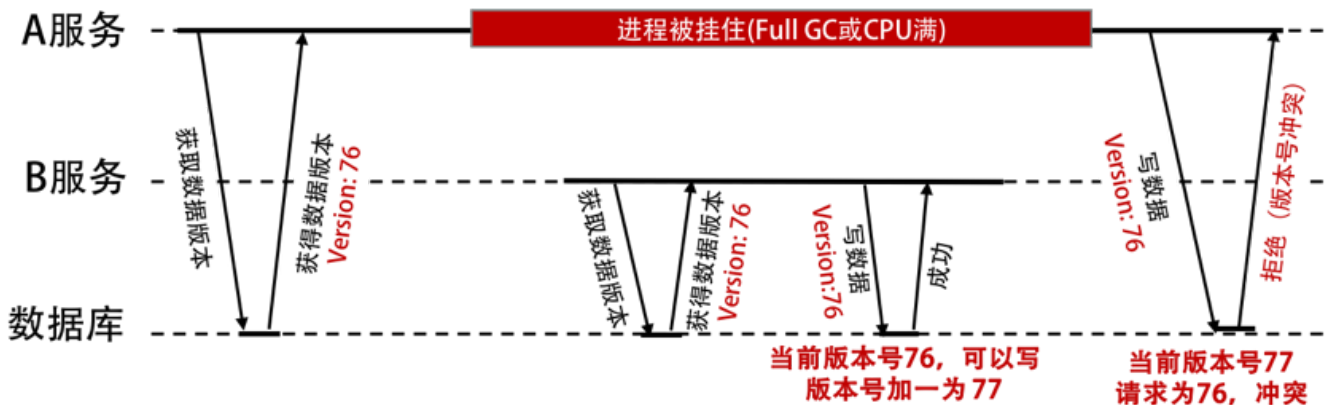 A服务
进程被挂住(Full GC或CPU满)
获取数据版本
获得数据版本
Version: 76
写数据
Version: 76
拒绝（版本号冲突）
B服务
获取数据版本
获得数据版本
Version: 76
写数据
Version:76
成功
数据库
当前版本号76，可以写
版本号加一为 77
当前版本号77
请求为76，冲突